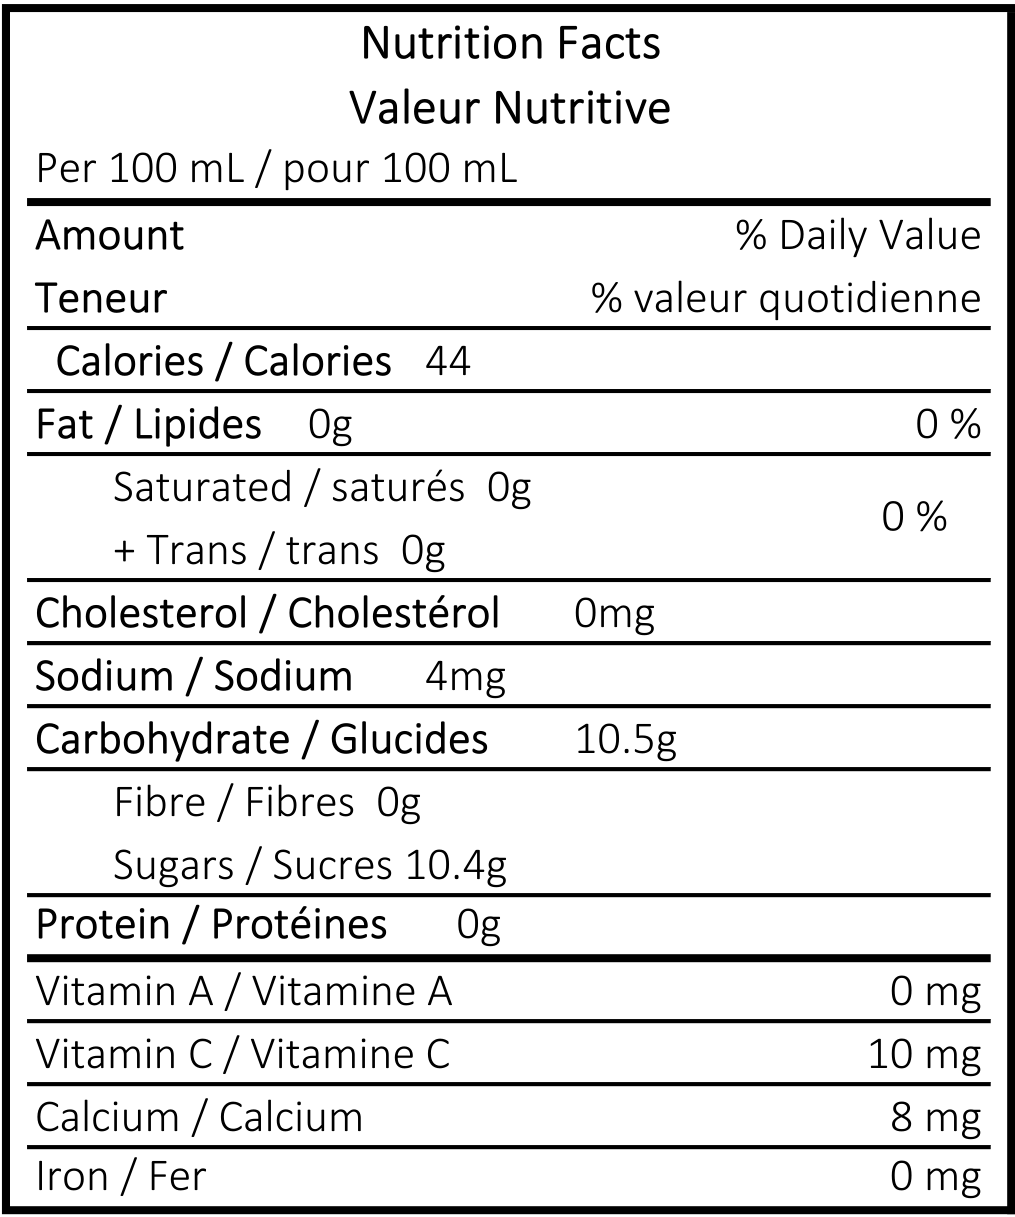 Nutrition Facts
Valeur Nutritive
Per 100 mL / pour 100 mL
Amount % Daily Value
Teneur % valeur quotidienne
Calories / Calories 44
Fat / Lipides 0g 0 %
Saturated / saturés 0g
0 %
+ Trans / trans 0g
Cholesterol / Cholestérol 0mg
Sodium / Sodium 4mg
Carbohydrate / Glucides 10.5g
Fibre / Fibres 0g
Sugars / Sucres 10.4g
Protein / Protéines 0g
Vitamin A / Vitamine A 0 mg
Vitamin C / Vitamine C 10 mg
Calcium / Calcium 8 mg
Iron / Fer 0 mg